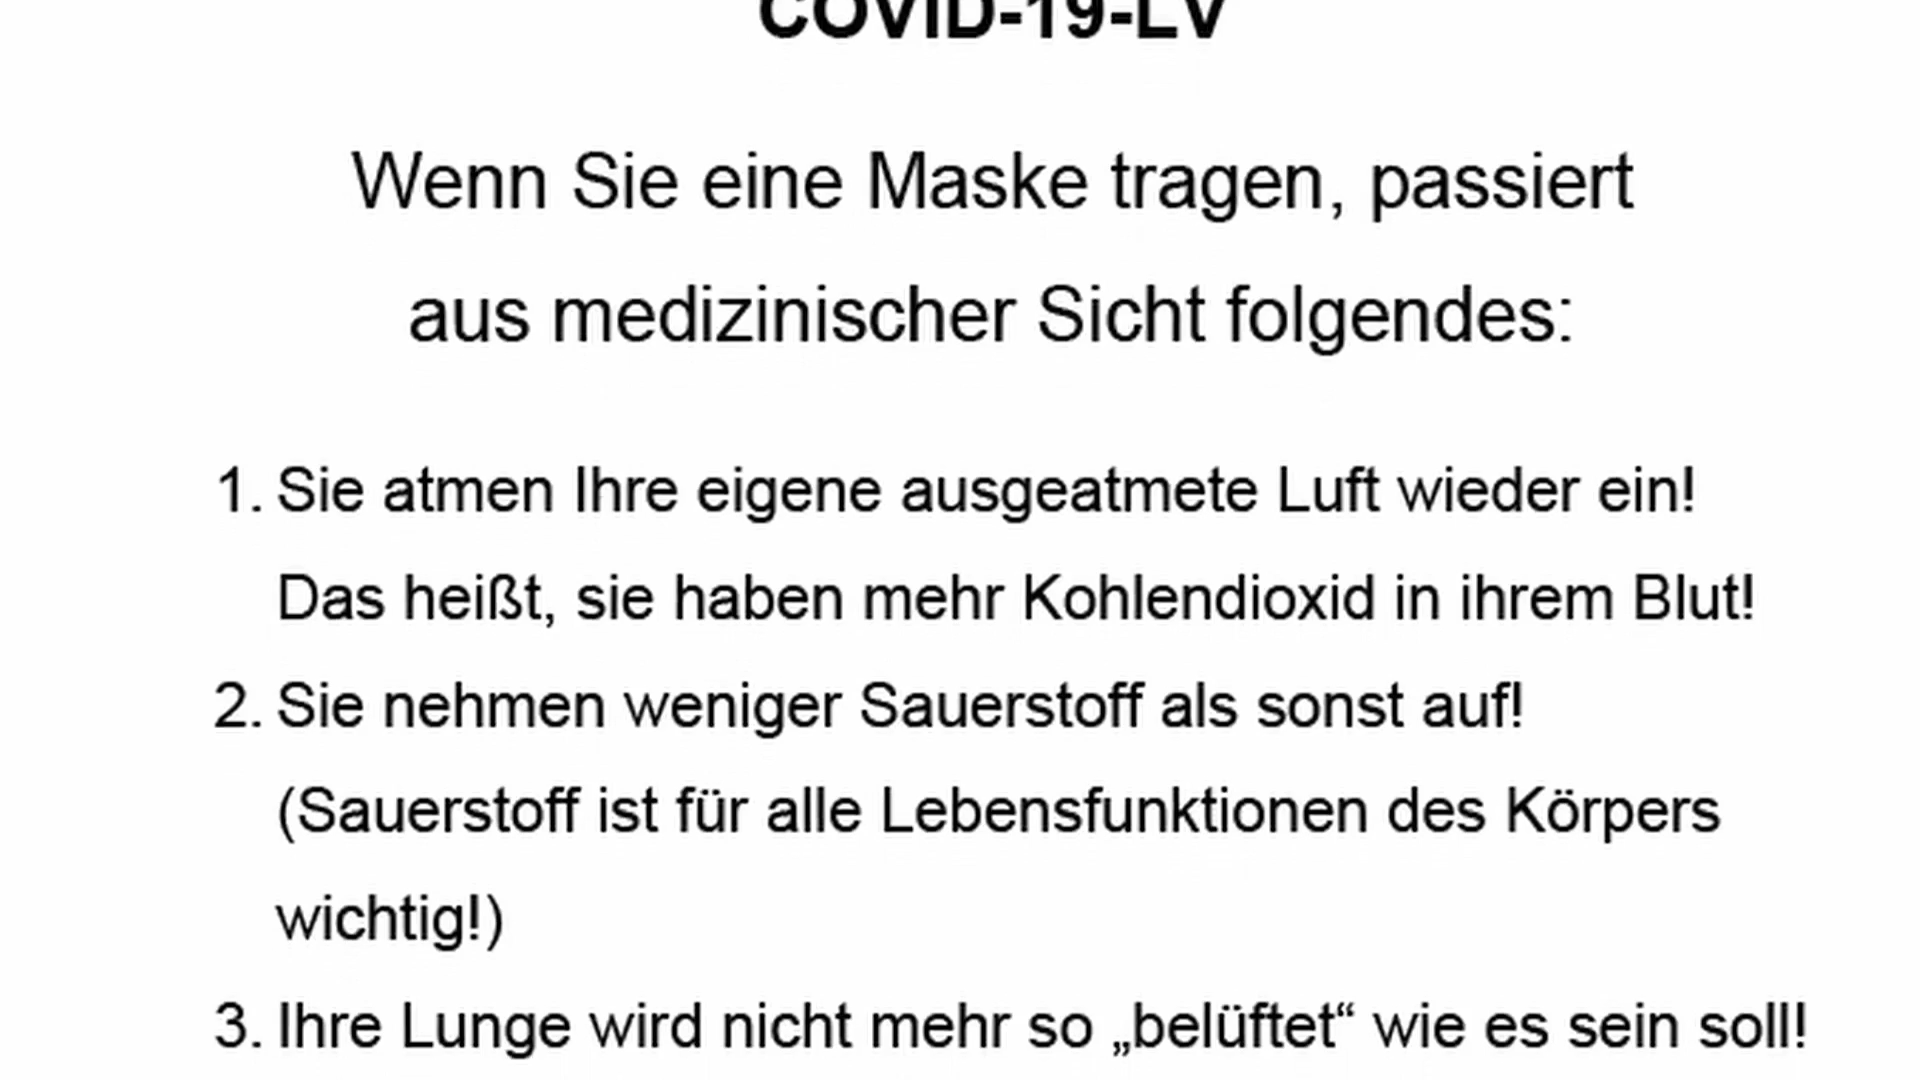 COVID-19-LV
Wenn Sie eine Maske tragen, passiert
aus medizinischer Sicht folgendes:
1. Sie atmen Ihre eigene ausgeatmete Luft wieder ein!
Das heißt, sie haben mehr Kohlendioxid in ihrem Blut!
2. Sie nehmen weniger Sauerstoff als sonst auf!
(Sauerstoff ist für alle Lebensfunktionen des Körpers
wichtig!)
3. Ihre Lunge wird nicht mehr so „belüftet“ wie es sein soll!